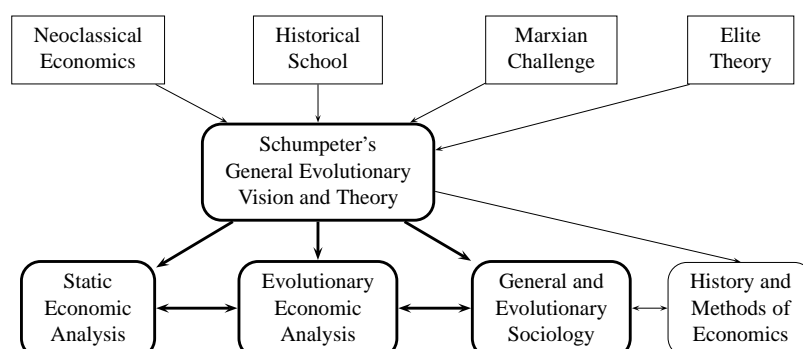 Neoclassical
Economics
Historical
School
Marxian
Challenge
Elite
Theory
Schumpeter's
General Evolutionary
Vision and Theory
Static
Economic
Analysis
Evolutionary
Economic
Analysis
General and
Evolutionary
Sociology
History and
Methods of
Economics